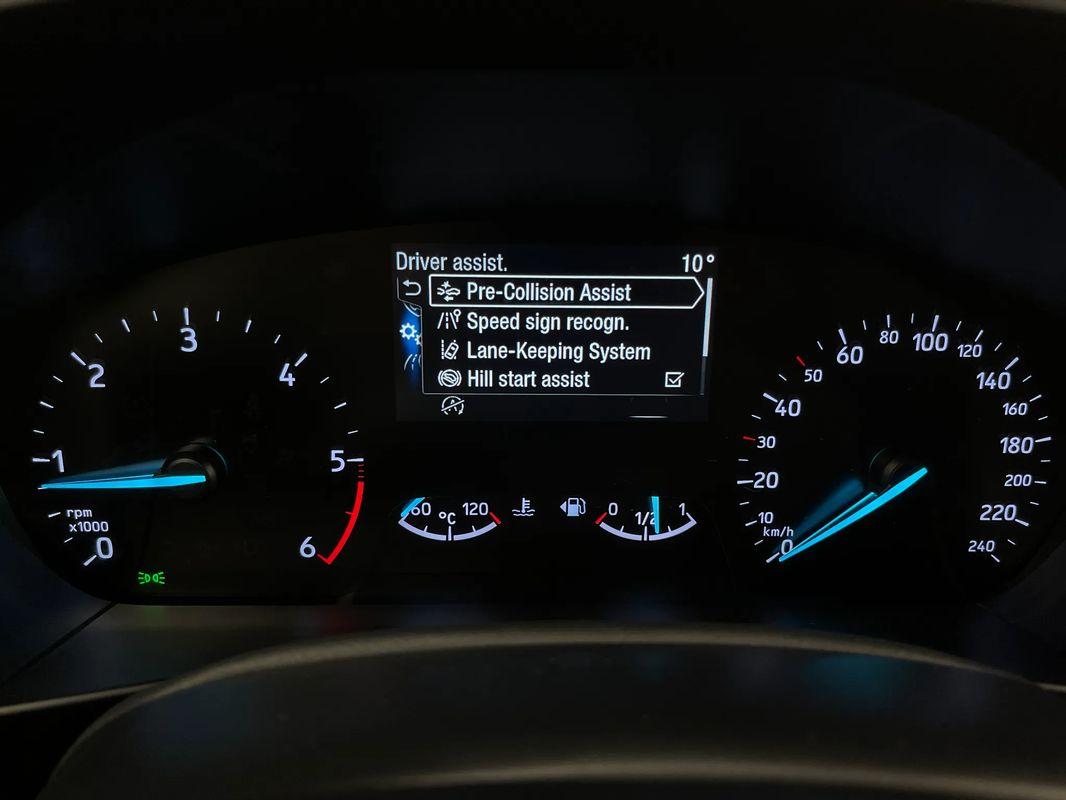 Driver assist. 10°
Pre-Collision Assist
Speed sign recogn.
Lane-Keeping System
Hill start assist
0
1
2
3
4
5
6
rpm
x1000
60 120
°C
0 1/2 1
0
10
20
30
40
50
60
80
100
120
140
160
180
200
220
240
km/h